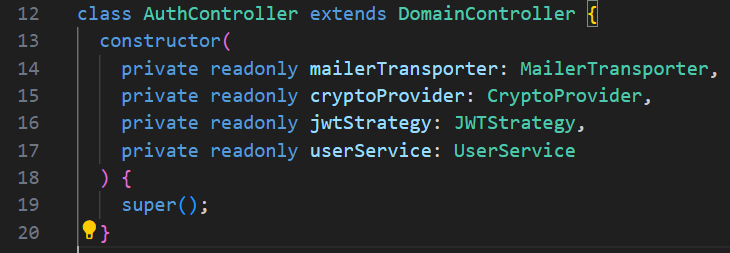 12 class AuthController extends DomainController {
13 constructor(
14 private readonly mailerTransporter: MailerTransporter,
15 private readonly cryptoProvider: CryptoProvider,
16 private readonly jwtStrategy: JWTStrategy,
17 private readonly userService: UserService
18 ) {
19 super();
20 }